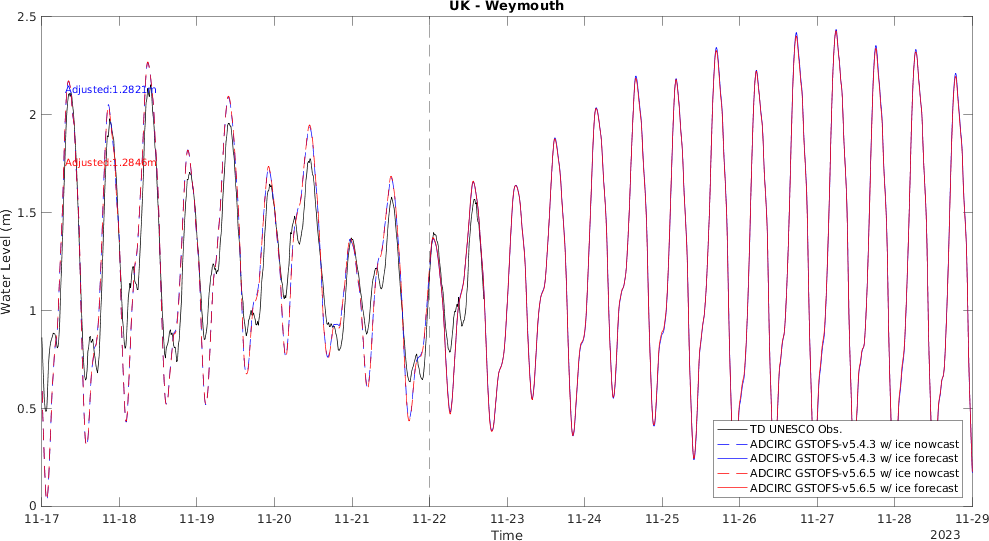 UK - Weymouth
2.5
2
1.5
1
0.5
0
Water Level (m)
Adjusted:1.2821m
Adjusted:1.2846m
TD UNESCO Obs.
ADCIRC GSTOFS-v5.4.3 w/ ice nowcast
ADCIRC GSTOFS-v5.4.3 w/ ice forecast
ADCIRC GSTOFS-v5.6.5 w/ ice nowcast
ADCIRC GSTOFS-v5.6.5 w/ ice forecast
11-17 11-18 11-19 11-20 11-21 11-22 11-23 11-24 11-25 11-26 11-27 11-28 11-29
Time
2023